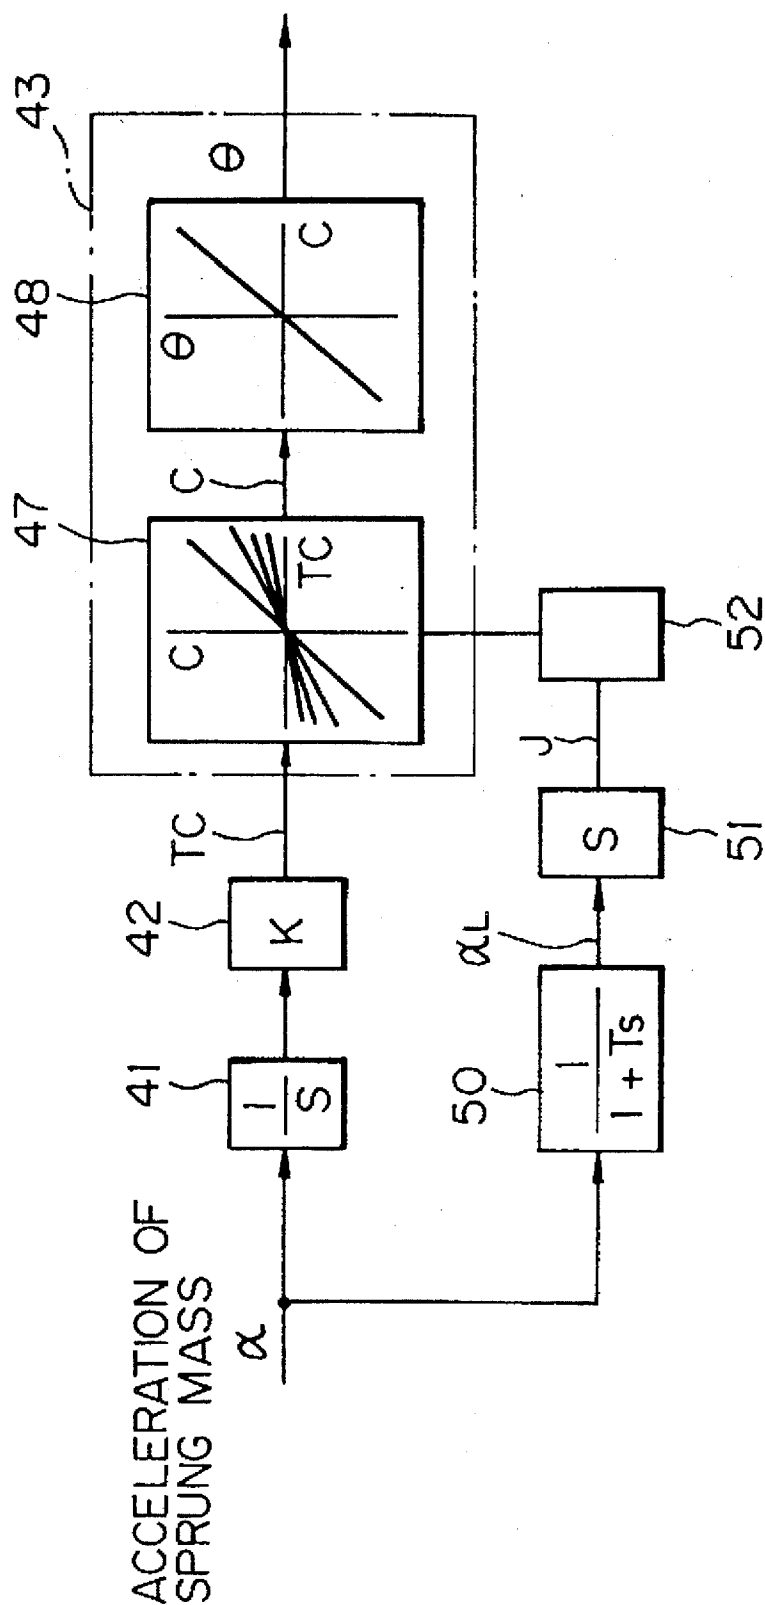 ACCELERATION OF
SPRUNG MASS
α
41
1
S
42
K
TC
43
47
C
TC
C
48
θ
C
θ
50
1
1 + Ts
αL
S
51
J
52